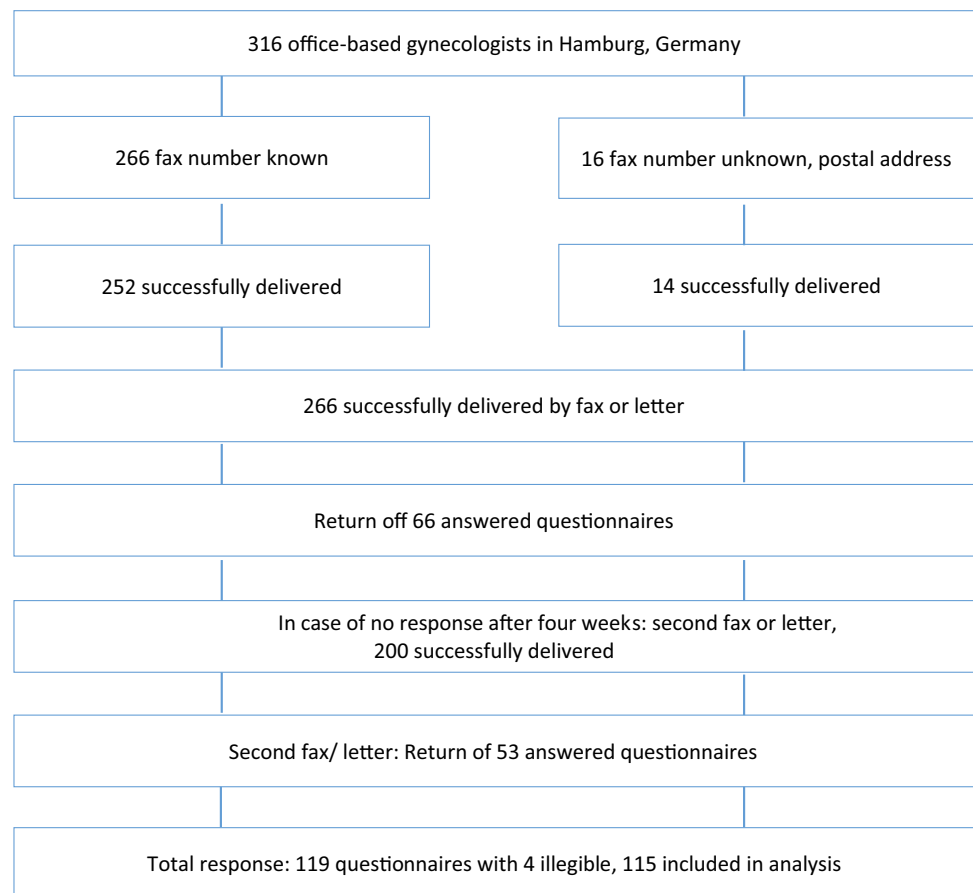 316 office-based gynecologists in Hamburg, Germany
266 fax number known
16 fax number unknown, postal address
252 successfully delivered
14 successfully delivered
266 successfully delivered by fax or letter
Return off 66 answered questionnaires
In case of no response after four weeks: second fax or letter,
200 successfully delivered
Second fax/ letter: Return of 53 answered questionnaires
Total response: 119 questionnaires with 4 illegible, 115 included in analysis